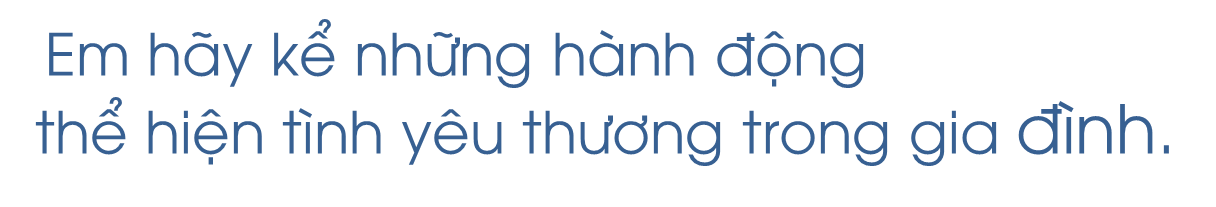 Em hãy kể những hành động
thể hiện tình yêu thương trong gia đình.